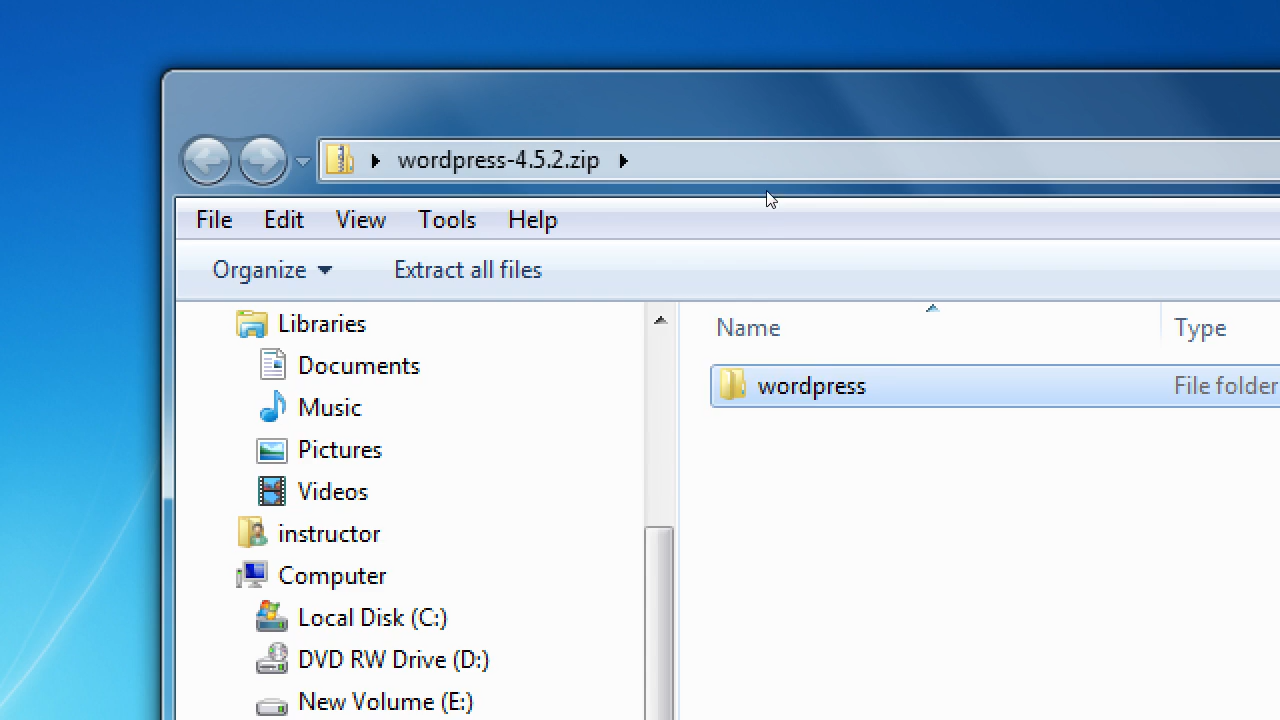 wordpress-4.5.2.zip
File Edit View Tools Help
Organize Extract all files
Libraries
Documents
Music
Pictures
Videos
instructor
Computer
Local Disk (C:)
DVD RW Drive (D:)
New Volume (E:)
Name Type
wordpress File folder